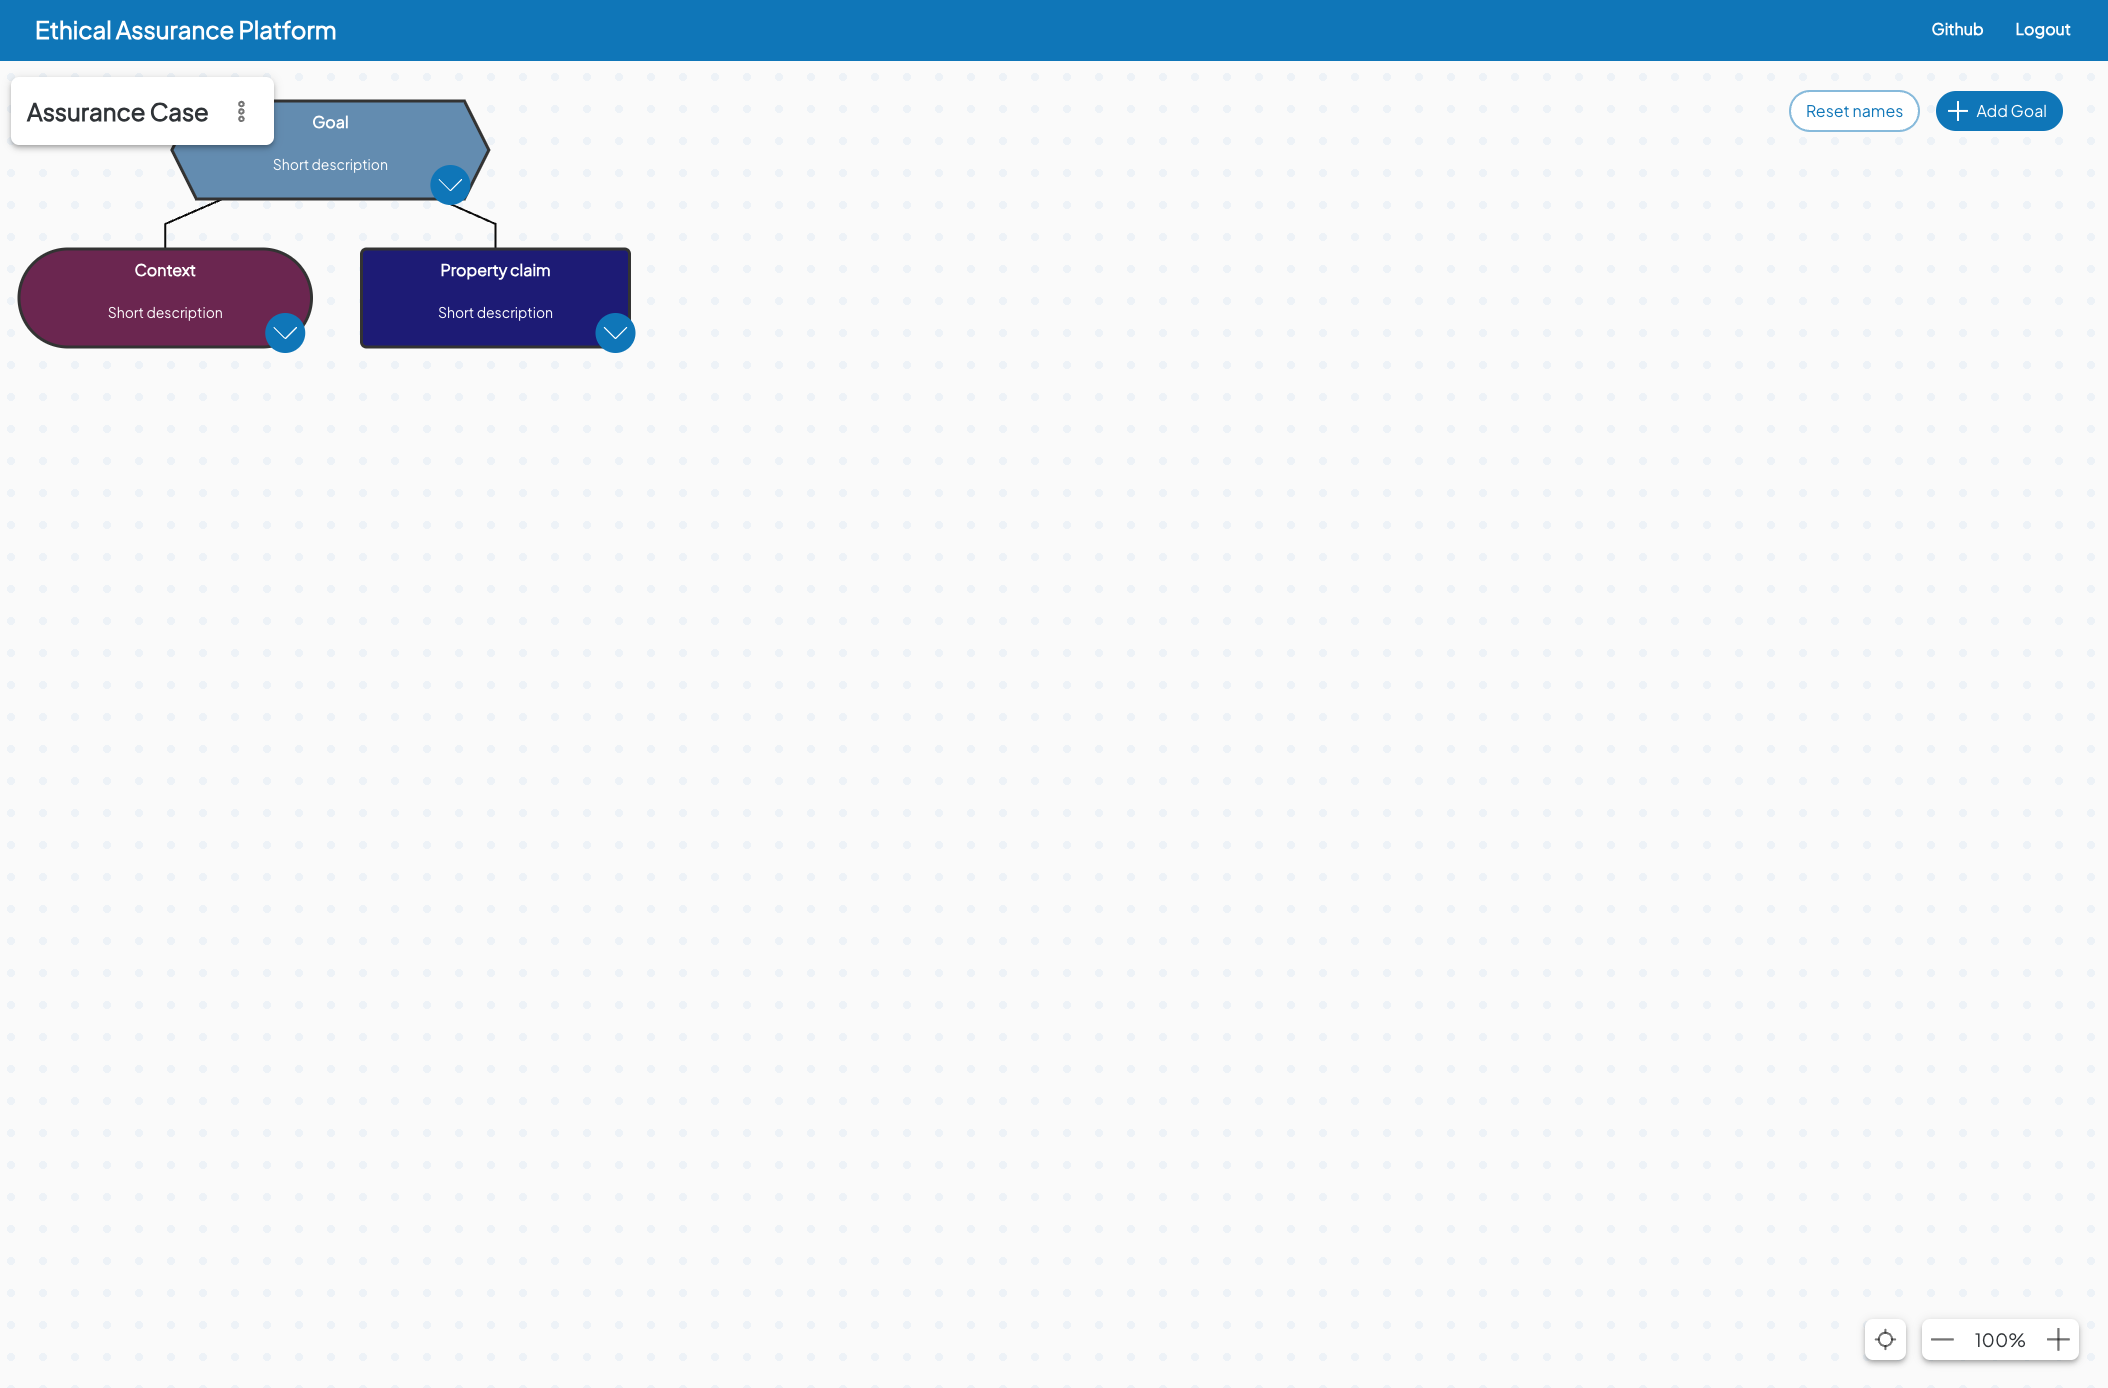 Ethical Assurance Platform
Github
Logout
Assurance Case
Reset names
Add Goal
Goal
Short description
Context
Short description
Property claim
Short description
100%